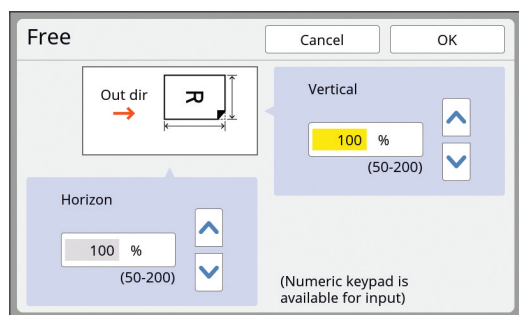 Free
Cancel
OK
Out dir
R
Vertical
100 %
(50-200)
Horizon
100 %
(50-200)
(Numeric keypad is
available for input)